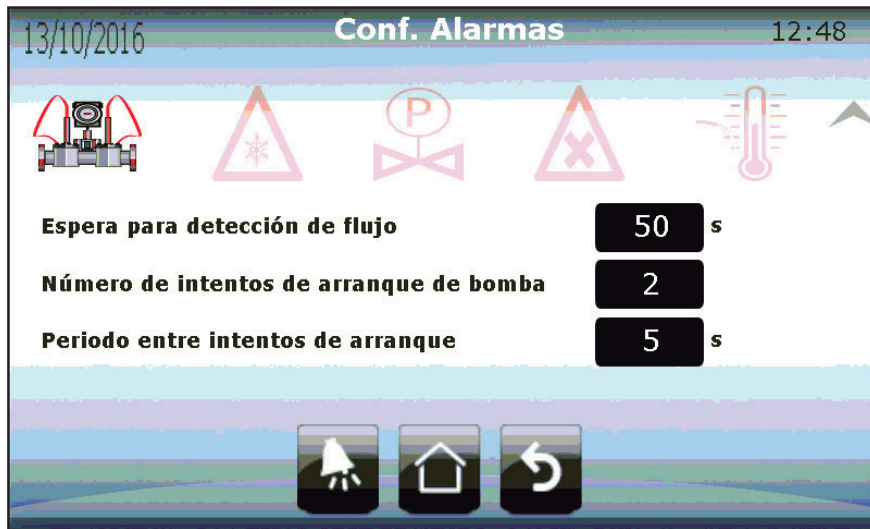 13/10/2016 Conf. Alarmas 12:48
P
Espera para detección de flujo 50 s
Número de intentos de arranque de bomba 2
Periodo entre intentos de arranque 5 s